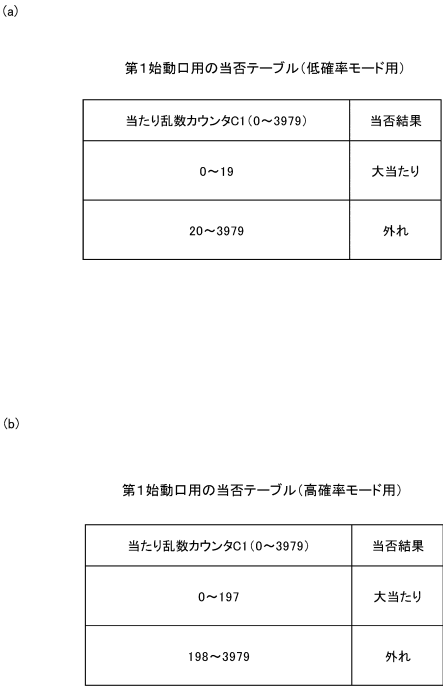 (a)
第１始動口用の当否テーブル(低確率モード用)
当たり乱数カウンタC1(0～3979) 当否結果
0～19 大当たり
20～3979 外れ
(b)
第１始動口用の当否テーブル(高確率モード用)
当たり乱数カウンタC1(0～3979) 当否結果
0～197 大当たり
198～3979 外れ